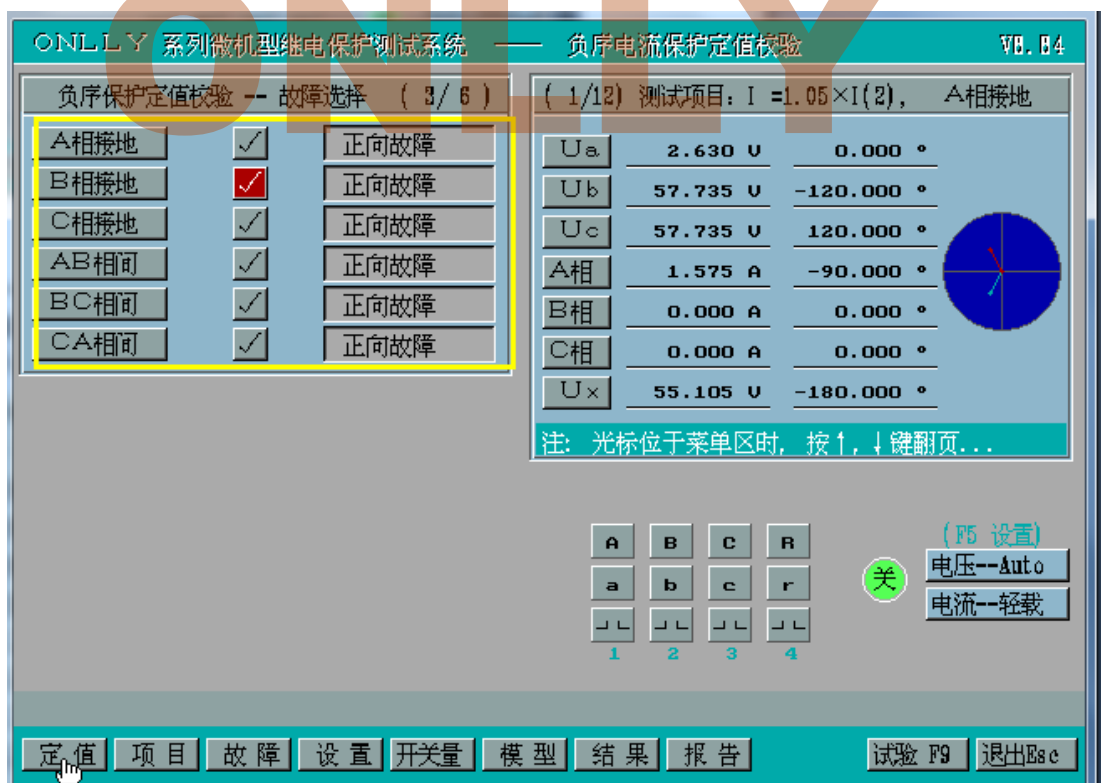 ONLLY
ONLLY 系列微机型继电保护测试系统 —— 负序电流保护定值校验 V8.B4
负序保护定值校验 -- 故障选择 ( 3/ 6 )
A相接地 ✓ 正向故障
B相接地 ✓ 正向故障
C相接地 ✓ 正向故障
AB相间 ✓ 正向故障
BC相间 ✓ 正向故障
CA相间 ✓ 正向故障
( 1/12) 测试项目: I =1.05×I(2), A相接地
Ua 2.630 V 0.000 °
Ub 57.735 V -120.000 °
Uc 57.735 V 120.000 °
A相 1.575 A -90.000 °
B相 0.000 A 0.000 °
C相 0.000 A 0.000 °
Ux 55.105 V -180.000 °
注: 光标位于菜单区时, 按↑,↓键翻页...
A B C R
a b c r
1 2 3 4
关
(F5 设置)
电压--Auto
电流--轻载
定值 项目 故障 设置 开关量 模型 结果 报告 试验 F9 退出Esc